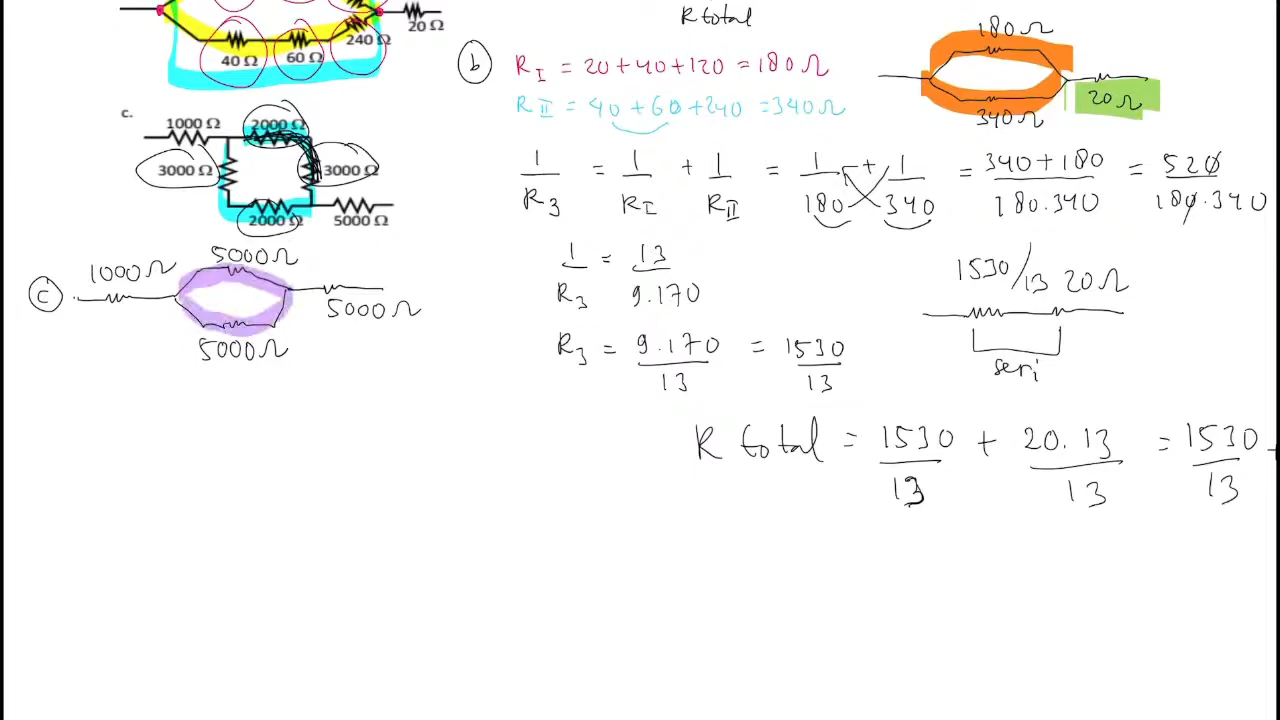 20 Ω
240 Ω
40 Ω
60 Ω
c.
1000 Ω
2000 Ω
3000 Ω
3000 Ω
2000 Ω
5000 Ω
c
1000 Ω
5000 Ω
5000 Ω
5000 Ω
R total
b
R_I = 20 + 40 + 120 = 180 Ω
R_II = 40 + 60 + 240 = 340 Ω
180 Ω
340 Ω
20 Ω
1/R_3 = 1/R_I + 1/R_II = 1/180 + 1/340 = 340 + 180/180.340 = 520/180.340
1/R_3 = 13/9.170
R_3 = 9.170/13 = 1530/13
1530/13 20 Ω
seri
R total = 1530/13 + 20.13/13 = 1530/13